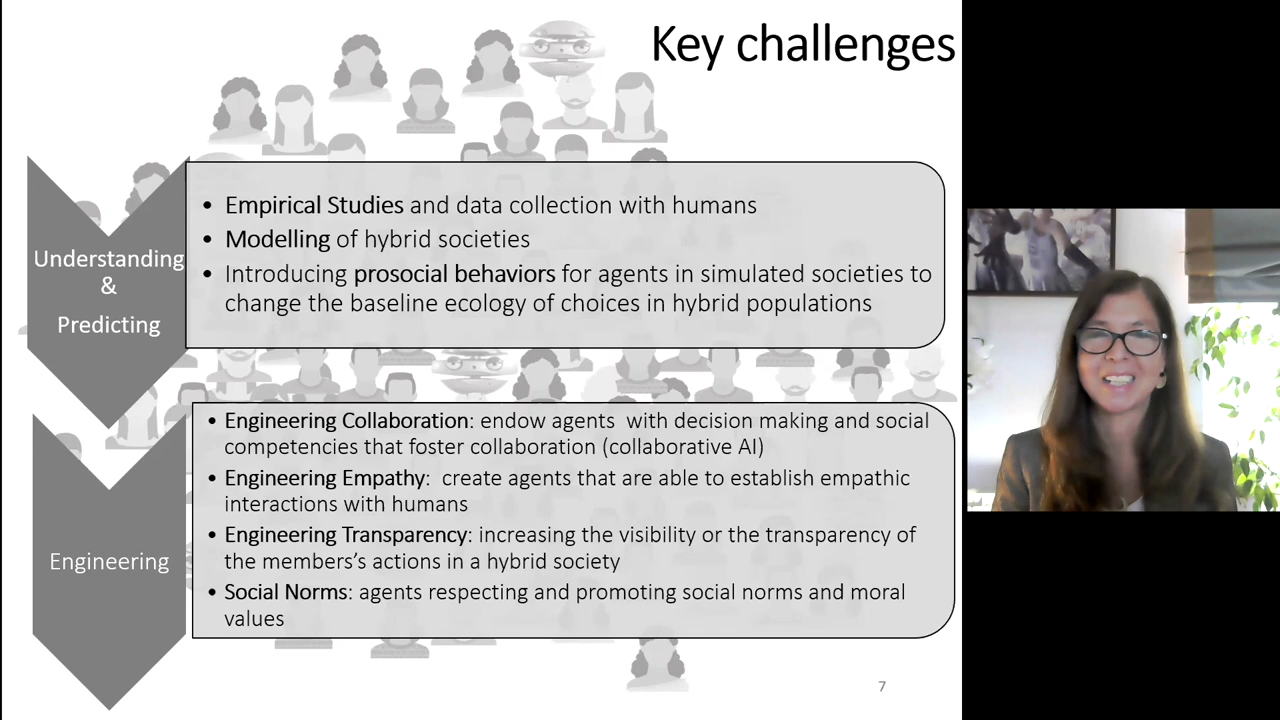 Key challenges
Understanding
&
Predicting
• Empirical Studies and data collection with humans
• Modelling of hybrid societies
• Introducing prosocial behaviors for agents in simulated societies to
change the baseline ecology of choices in hybrid populations
Engineering
• Engineering Collaboration: endow agents  with decision making and social
competencies that foster collaboration (collaborative AI)
• Engineering Empathy:  create agents that are able to establish empathic
interactions with humans
• Engineering Transparency: increasing the visibility or the transparency of
the members’s actions in a hybrid society
• Social Norms: agents respecting and promoting social norms and moral
values
7